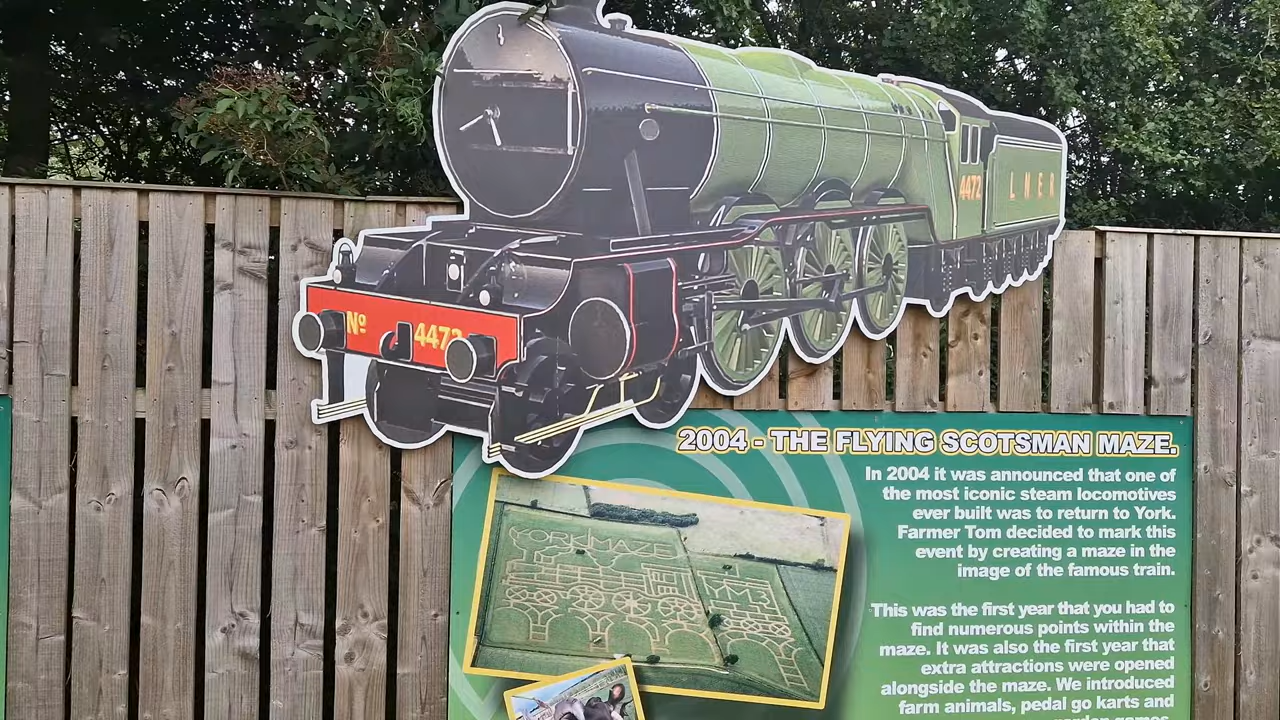 4472
L N E R
Nº 4472
2004 - THE FLYING SCOTSMAN MAZE.
In 2004 it was announced that one of
the most iconic steam locomotives
ever built was to return to York.
Farmer Tom decided to mark this
event by creating a maze in the
image of the famous train.
YORK MAZE
This was the first year that you had to
find numerous points within the
maze. It was also the first year that
extra attractions were opened
alongside the maze. We introduced
farm animals, pedal go karts and
games.